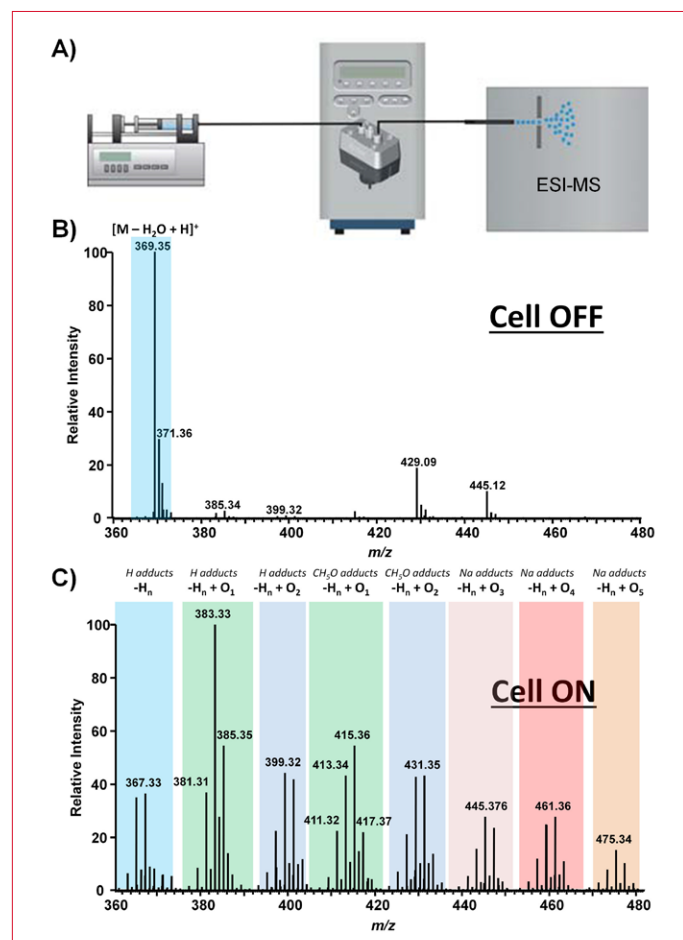 A)
ESI-MS
B)
[M – H₂O + H]⁺
369.35
Cell OFF
371.36
385.34
399.32
429.09
445.12
Relative Intensity
100
80
60
40
20
0
360
380
400
420
440
460
480
m/z
C)
H adducts
-Hₙ
H adducts
-Hₙ + O₁
H adducts
-Hₙ + O₂
CH₅O adducts
-Hₙ + O₁
CH₅O adducts
-Hₙ + O₂
Na adducts
-Hₙ + O₃
Na adducts
-Hₙ + O₄
Na adducts
-Hₙ + O₅
Cell ON
367.33
381.31
383.33
385.35
399.32
411.32
413.34
415.36
417.37
431.35
445.376
461.36
475.34
Relative Intensity
100
80
60
40
20
0
360
380
400
420
440
460
480
m/z